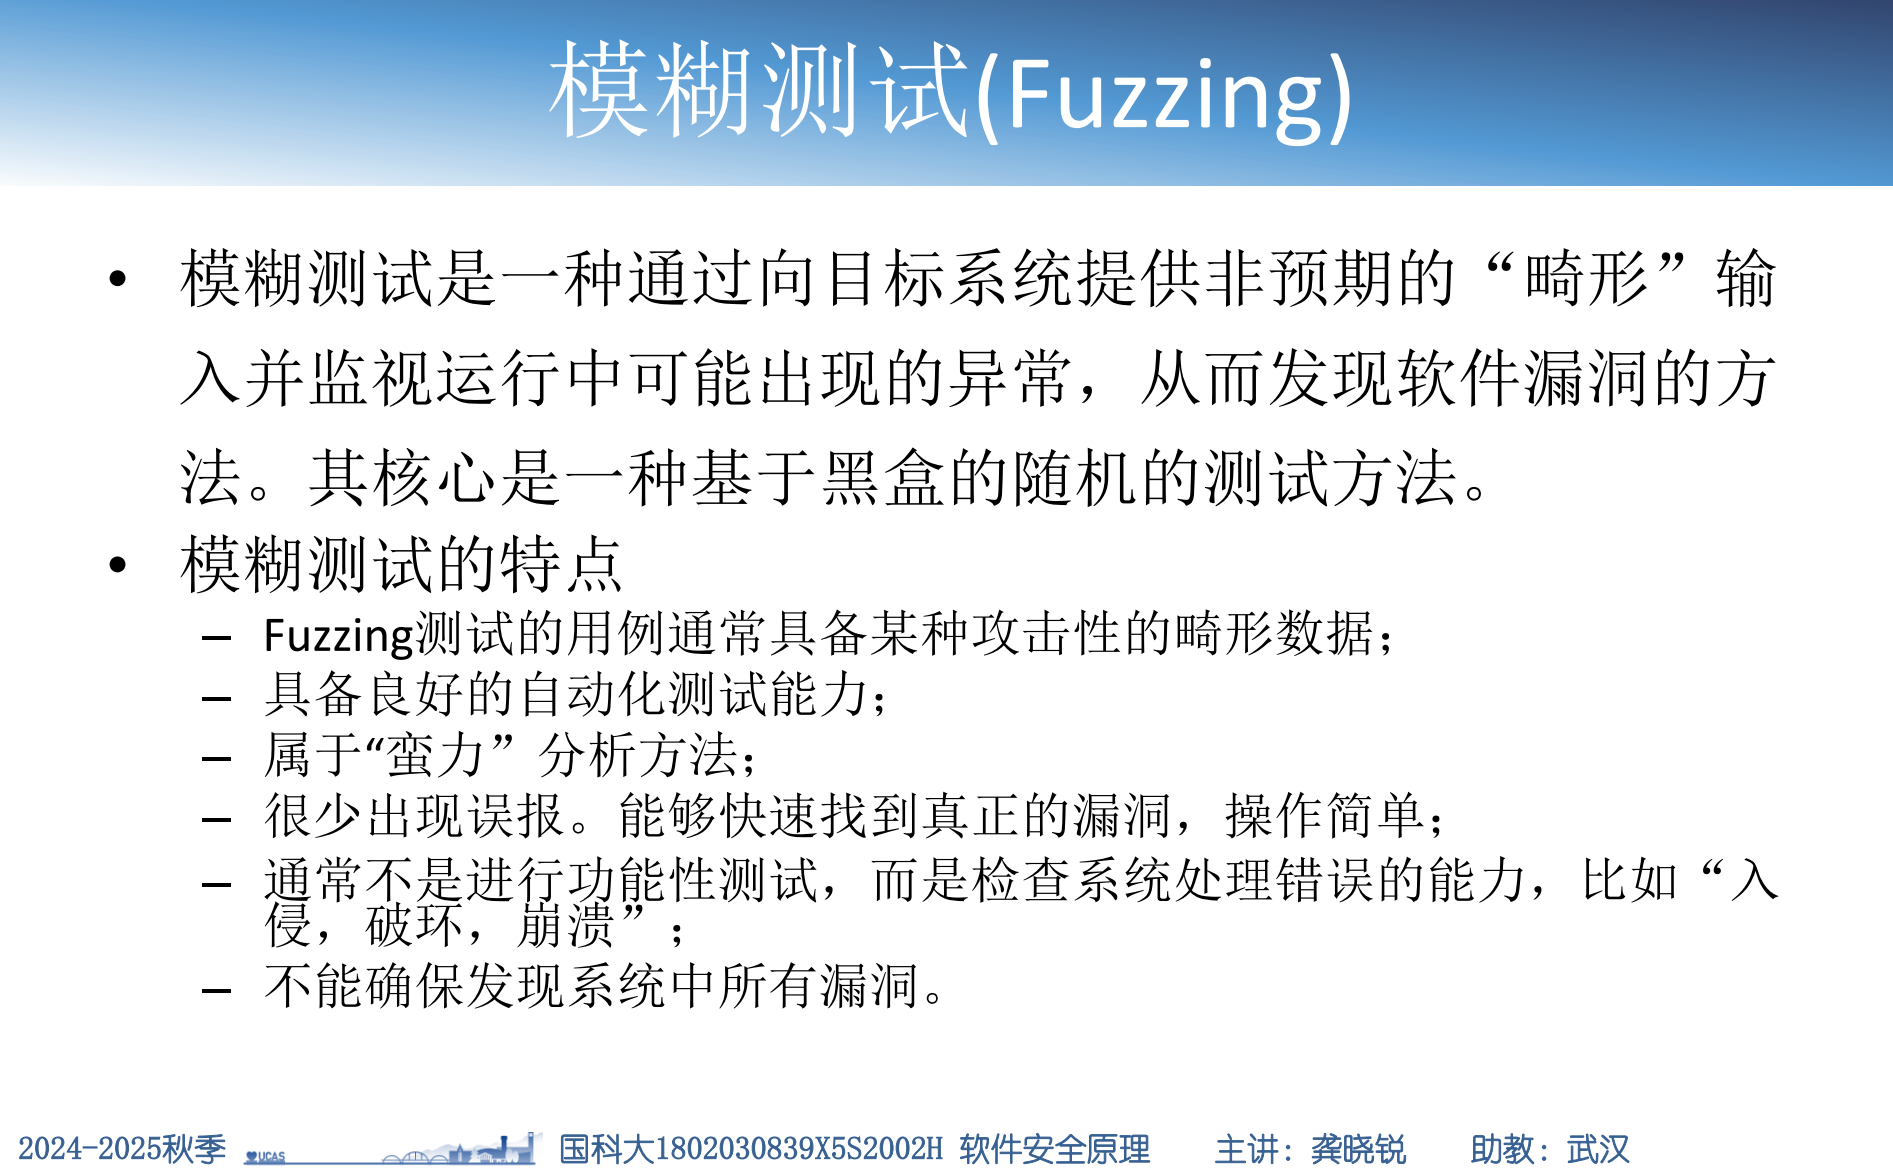 模糊测试(Fuzzing)
• 模糊测试是一种通过向目标系统提供非预期的“畸形”输
入并监视运行中可能出现的异常，从而发现软件漏洞的方
法。其核心是一种基于黑盒的随机的测试方法。
• 模糊测试的特点
– Fuzzing测试的用例通常具备某种攻击性的畸形数据；
– 具备良好的自动化测试能力；
– 属于“蛮力”分析方法；
– 很少出现误报。能够快速找到真正的漏洞，操作简单；
– 通常不是进行功能性测试，而是检查系统处理错误的能力，比如“入
侵，破坏，崩溃”；
– 不能确保发现系统中所有漏洞。
2024-2025秋季 UCAS 国科大1802030839X5S2002H 软件安全原理 主讲：龚晓锐 助教：武汉